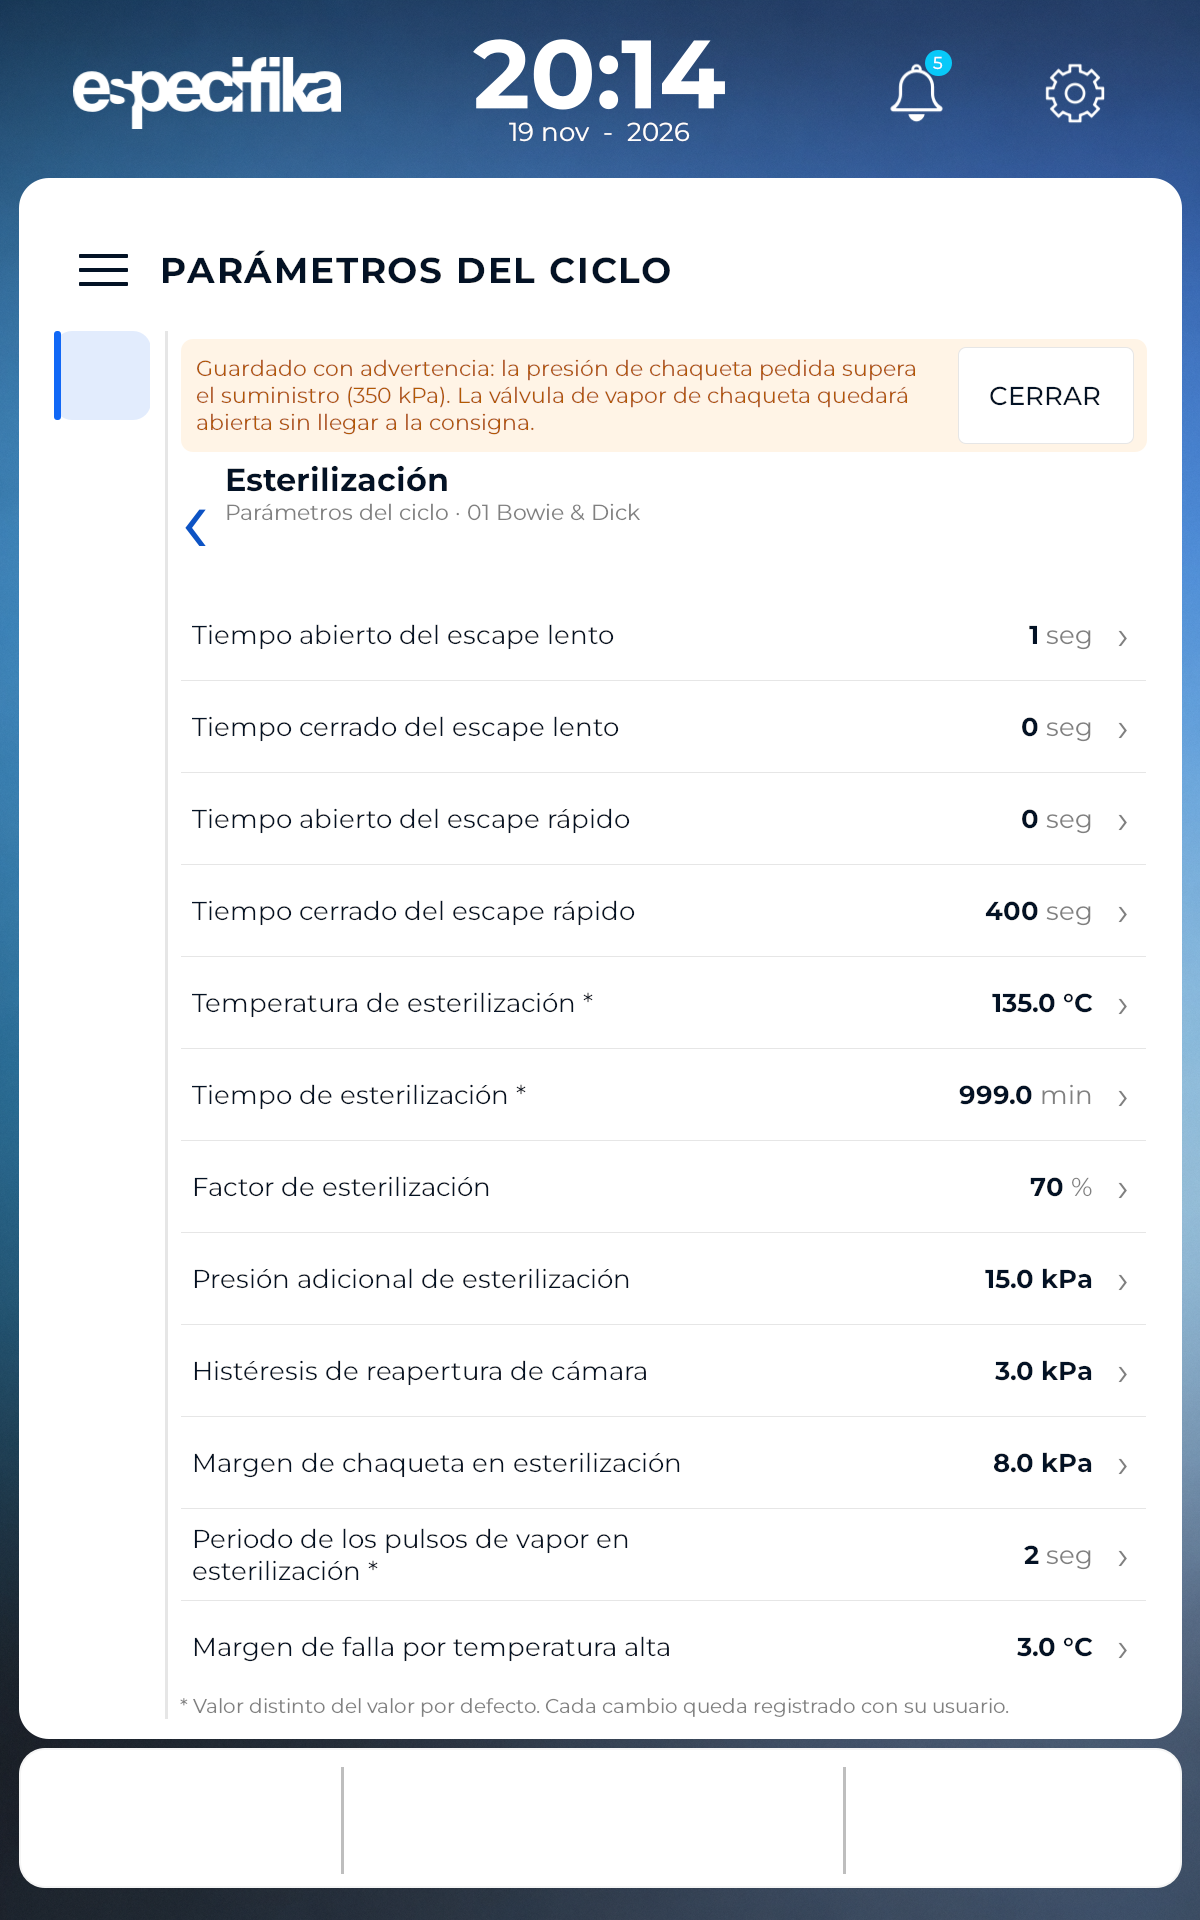 especifika
20:14
19 nov - 2026
5
PARÁMETROS DEL CICLO
Guardado con advertencia: la presión de chaqueta pedida supera
el suministro (350 kPa). La válvula de vapor de chaqueta quedará
abierta sin llegar a la consigna.
CERRAR
Esterilización
Parámetros del ciclo · 01 Bowie & Dick
Tiempo abierto del escape lento 1 seg
Tiempo cerrado del escape lento 0 seg
Tiempo abierto del escape rápido 0 seg
Tiempo cerrado del escape rápido 400 seg
Temperatura de esterilización * 135.0 °C
Tiempo de esterilización * 999.0 min
Factor de esterilización 70 %
Presión adicional de esterilización 15.0 kPa
Histéresis de reapertura de cámara 3.0 kPa
Margen de chaqueta en esterilización 8.0 kPa
Periodo de los pulsos de vapor en
esterilización * 2 seg
Margen de falla por temperatura alta 3.0 °C
* Valor distinto del valor por defecto. Cada cambio queda registrado con su usuario.